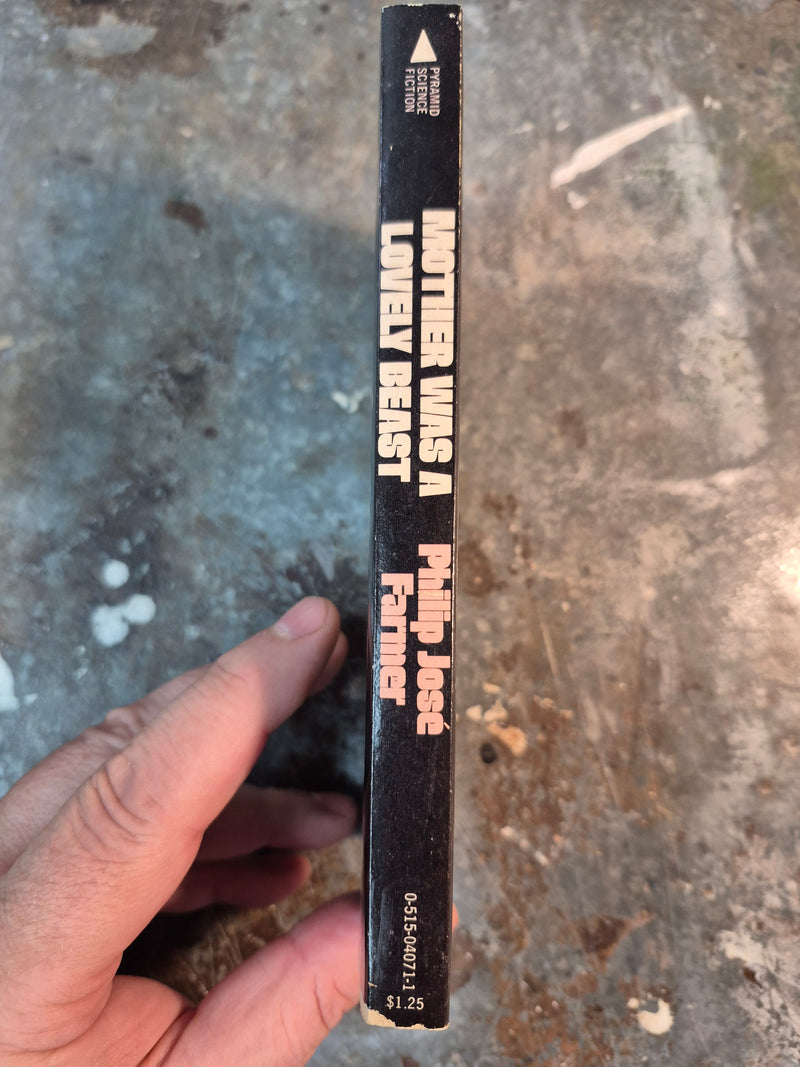 PYRAMID
SCIENCE
FICTION
MOTHER WAS A
LOVELY BEAST
Philip José
Farmer
0-515-04071-1
$1.25